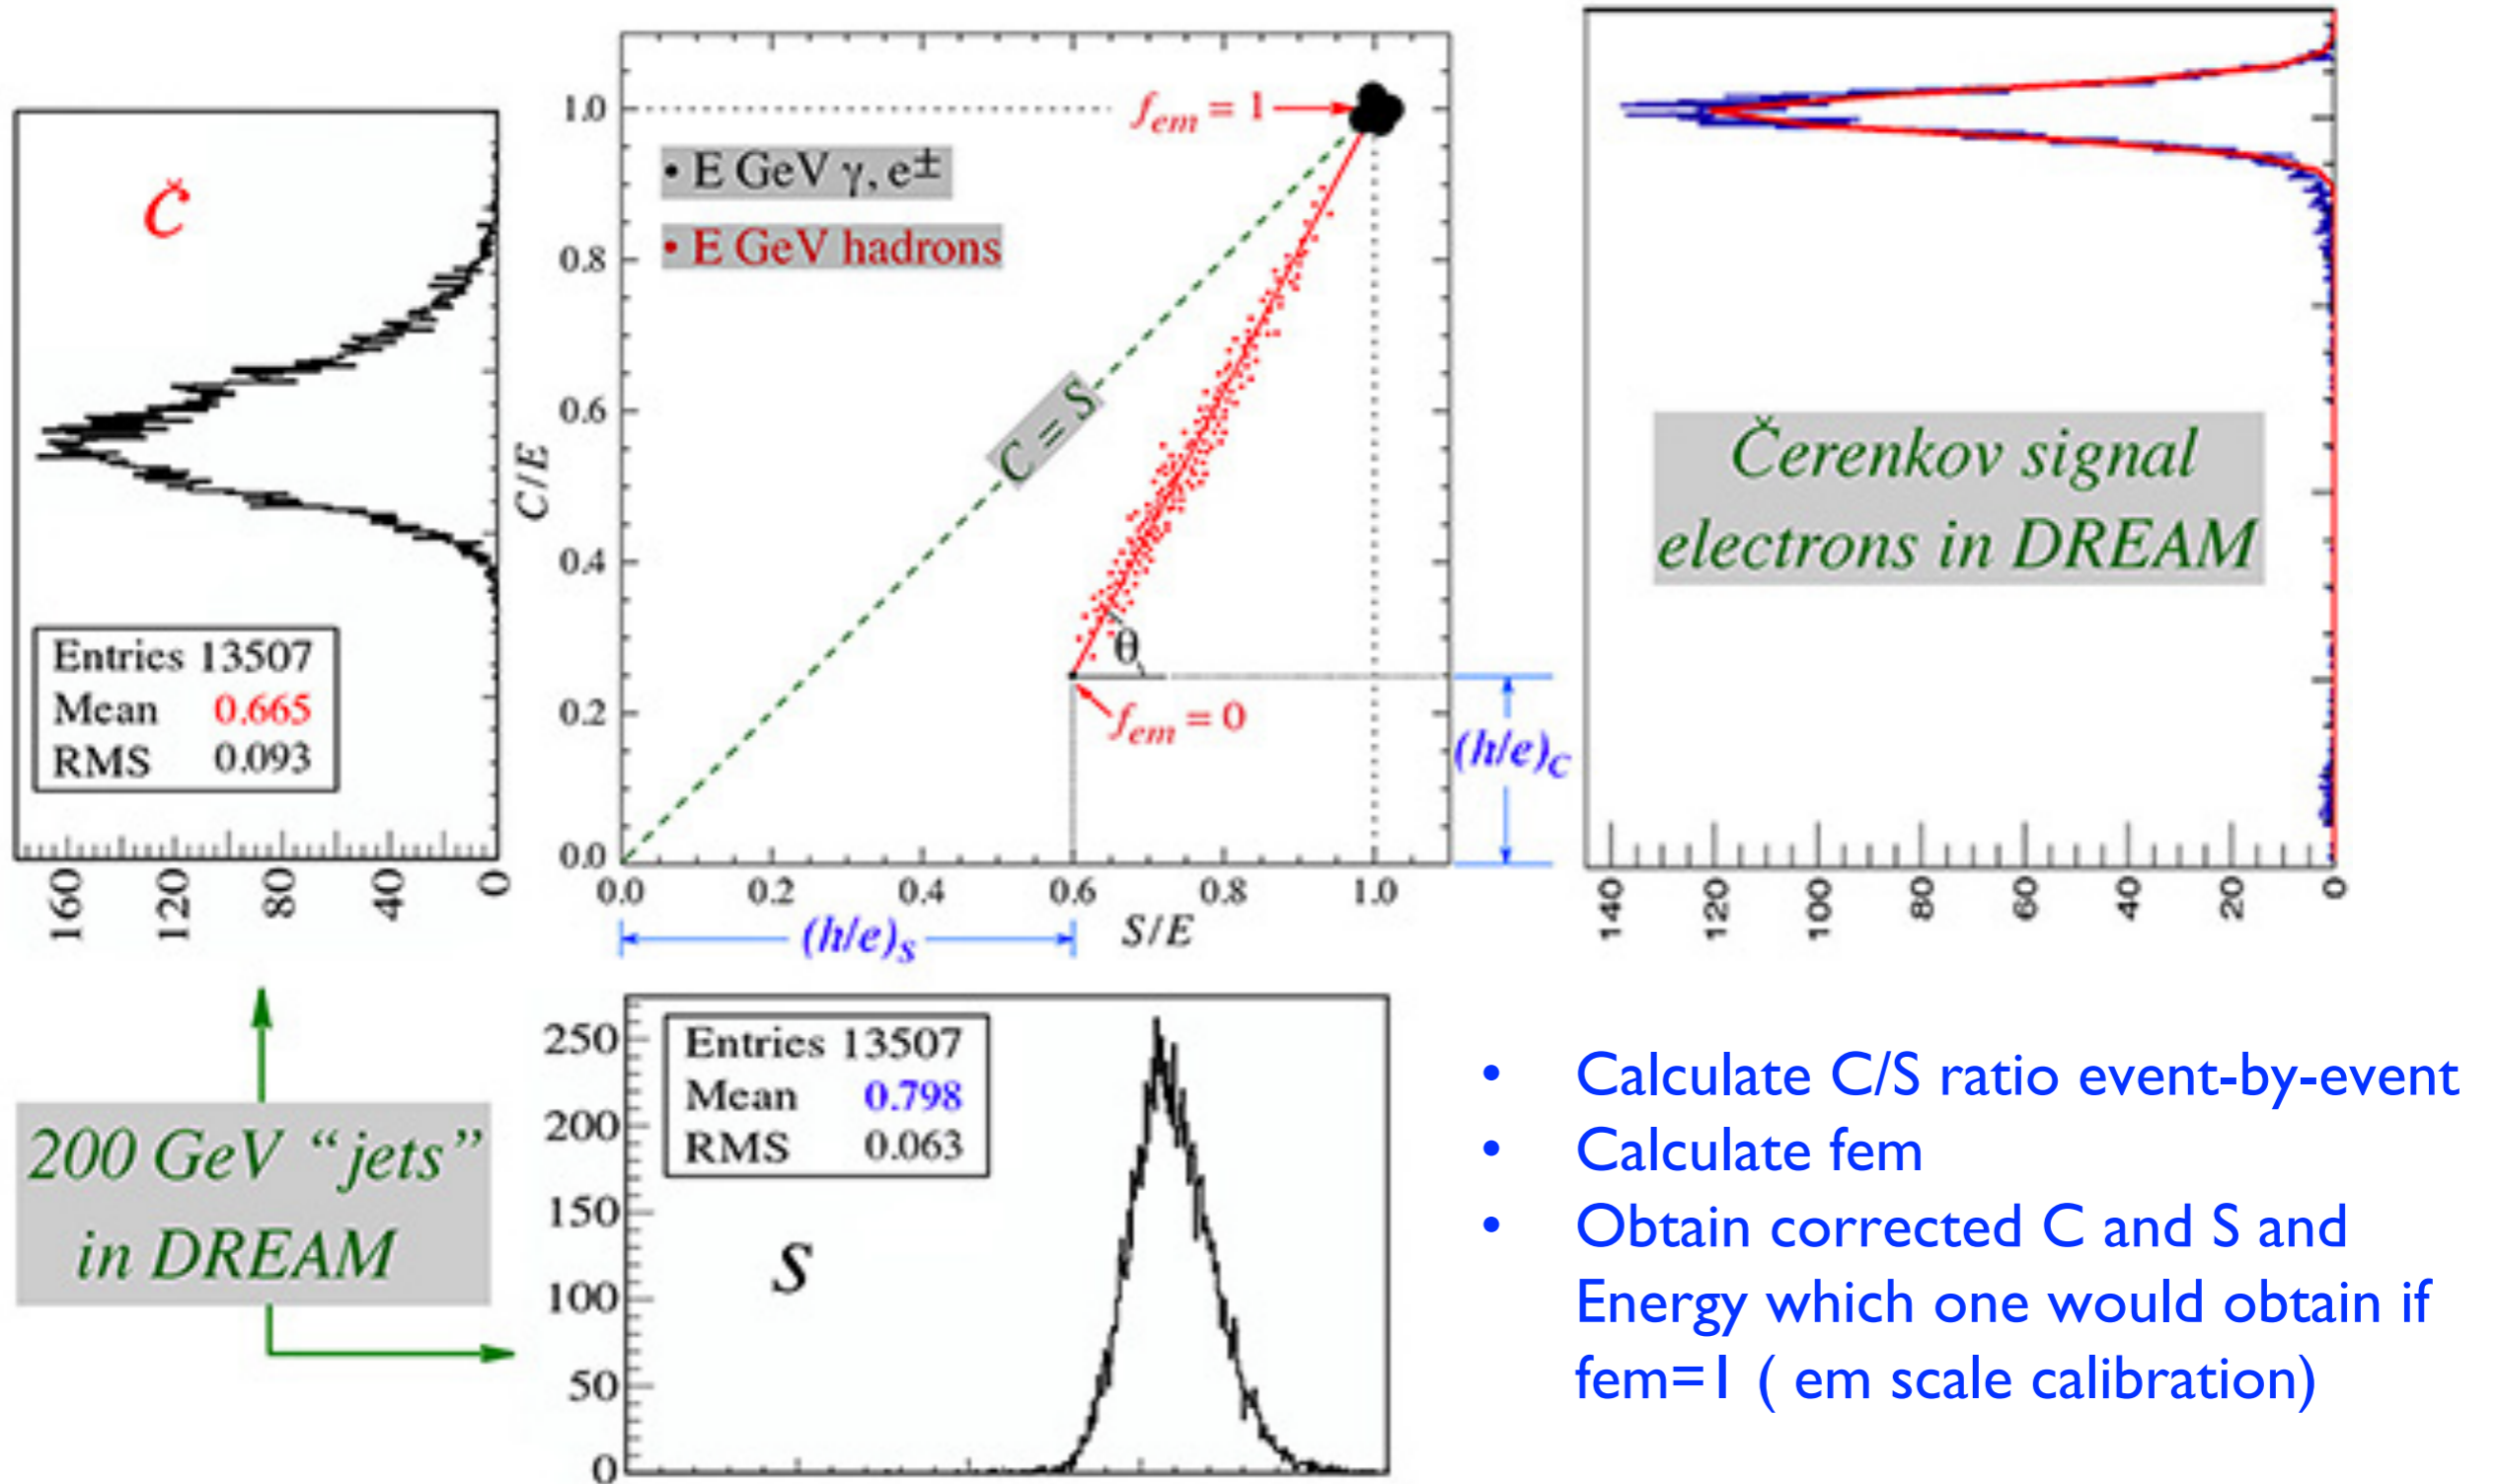 Č
Entries 13507
Mean 0.665
RMS 0.093
160 120 80 40 0
C/E
1.0
0.8
0.6
0.4
0.2
0.0
f_em = 1
• E GeV γ, e±
• E GeV hadrons
C = S
θ
f_em = 0
(h/e)_C
0.0 0.2 0.4 0.6 0.8 1.0
(h/e)_S
S/E
Čerenkov signal
electrons in DREAM
140 120 100 80 60 40 20 0
200 GeV “jets”
in DREAM
250
200
150
100
50
0
Entries 13507
Mean 0.798
RMS 0.063
S
• Calculate C/S ratio event-by-event
• Calculate fem
• Obtain corrected C and S and
Energy which one would obtain if
fem=1 ( em scale calibration)